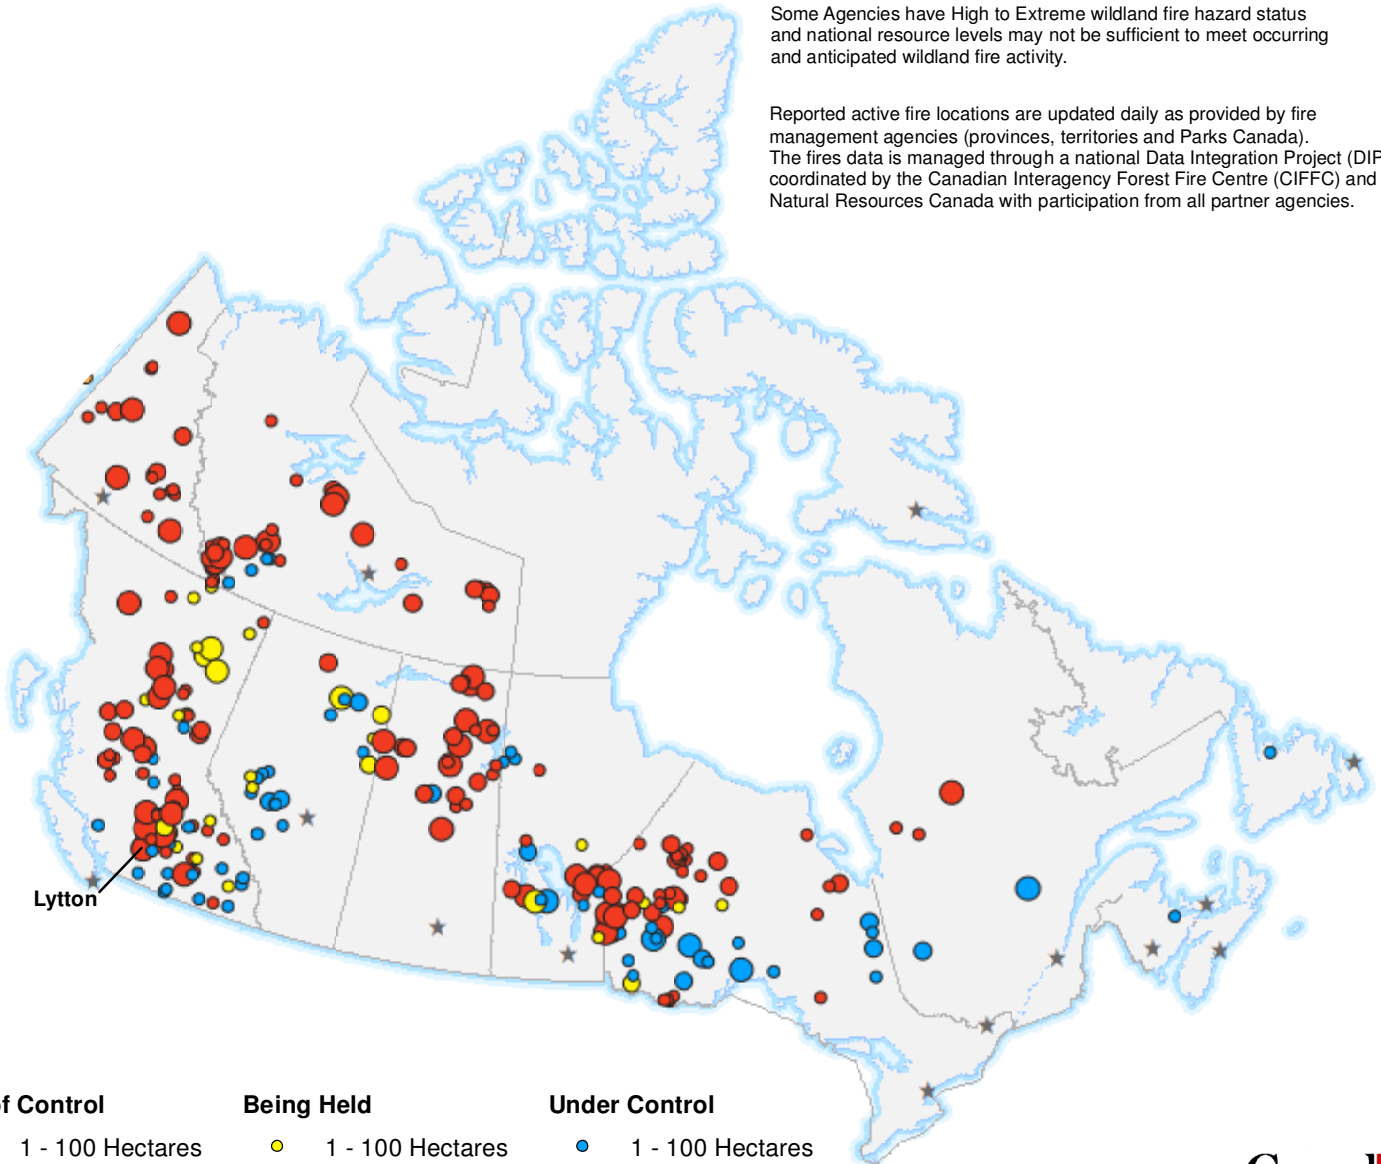 Some Agencies have High to Extreme wildland fire hazard status
and national resource levels may not be sufficient to meet occurring
and anticipated wildland fire activity.
Reported active fire locations are updated daily as provided by fire
management agencies (provinces, territories and Parks Canada).
The fires data is managed through a national Data Integration Project (DIP
coordinated by the Canadian Interagency Forest Fire Centre (CIFFC) and
Natural Resources Canada with participation from all partner agencies.
Lytton
of Control Being Held Under Control
1 - 100 Hectares 1 - 100 Hectares 1 - 100 Hectares